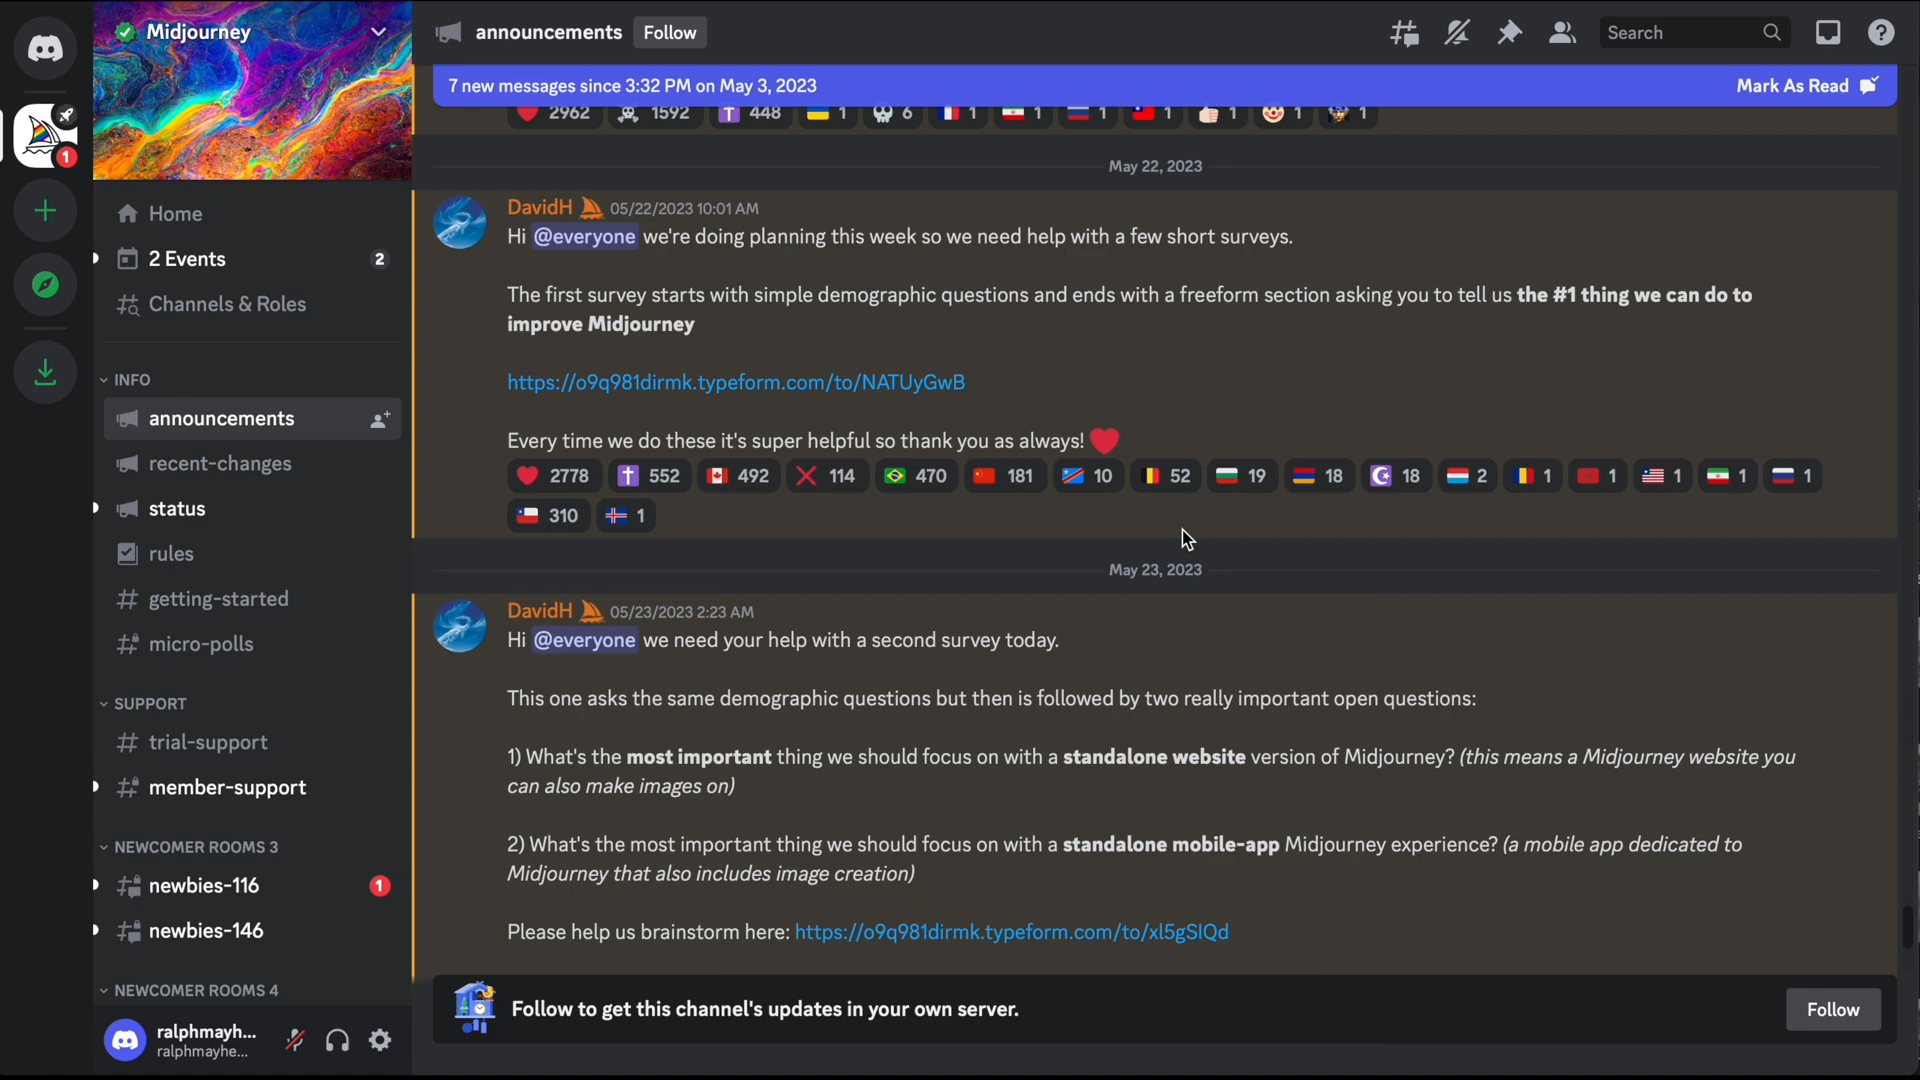 Midjourney
announcements Follow
Search
7 new messages since 3:32 PM on May 3, 2023 Mark As Read
2962 1592 448 1 6 1 1 1 1 1 1 1
1
Home
2 Events 2
Channels & Roles
INFO
announcements
recent-changes
status
rules
getting-started
micro-polls
SUPPORT
trial-support
member-support
NEWCOMER ROOMS 3
newbies-116 1
newbies-146
NEWCOMER ROOMS 4
ralphmayh...
ralphmayhe...
May 22, 2023
DavidH 05/22/2023 10:01 AM
Hi @everyone we're doing planning this week so we need help with a few short surveys.
The first survey starts with simple demographic questions and ends with a freeform section asking you to tell us the #1 thing we can do to
improve Midjourney
https://o9q981dirmk.typeform.com/to/NATUyGwB
Every time we do these it's super helpful so thank you as always!
2778 552 492 114 470 181 10 52 19 18 18 2 1 1 1 1 1
310 1
May 23, 2023
DavidH 05/23/2023 2:23 AM
Hi @everyone we need your help with a second survey today.
This one asks the same demographic questions but then is followed by two really important open questions:
1) What's the most important thing we should focus on with a standalone website version of Midjourney? (this means a Midjourney website you
can also make images on)
2) What's the most important thing we should focus on with a standalone mobile-app Midjourney experience? (a mobile app dedicated to
Midjourney that also includes image creation)
Please help us brainstorm here: https://o9q981dirmk.typeform.com/to/xl5gSIQd
Follow to get this channel's updates in your own server. Follow